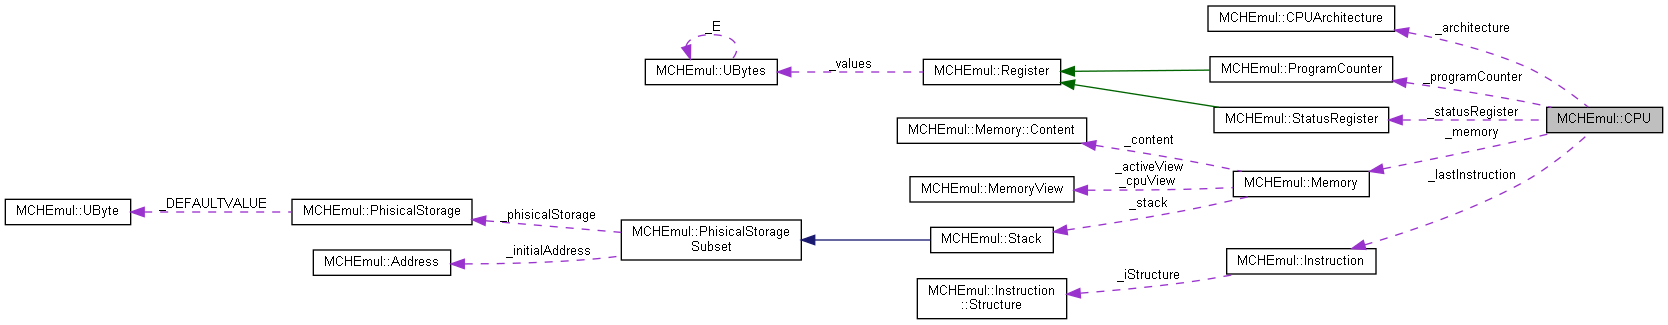 _E
MCHEmul::CPUArchitecture
_architecture
MCHEmul::UBytes
_values
MCHEmul::Register
MCHEmul::ProgramCounter
_programCounter
MCHEmul::StatusRegister
_statusRegister
MCHEmul::CPU
MCHEmul::Memory::Content
_content
_memory
_activeView
_cpuView
MCHEmul::MemoryView
MCHEmul::Memory
_lastInstruction
MCHEmul::UByte
_DEFAULTVALUE
MCHEmul::PhisicalStorage
_phisicalStorage
_stack
MCHEmul::PhisicalStorage
Subset
MCHEmul::Stack
MCHEmul::Address
_initialAddress
MCHEmul::Instruction
_iStructure
MCHEmul::Instruction
::Structure